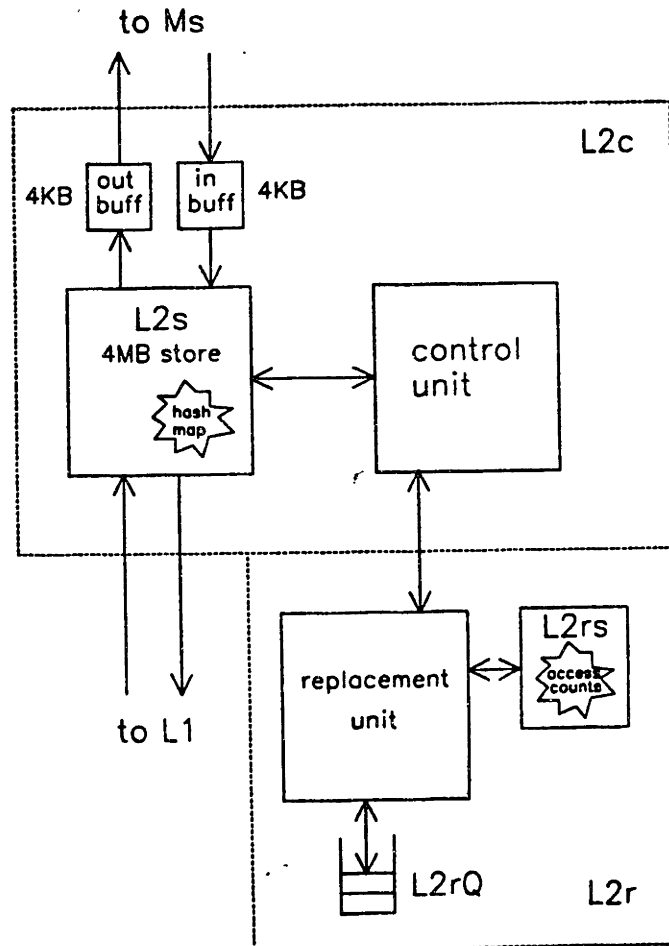 to Ms
L2c
4KB
out
buff
in
buff
4KB
L2s
4MB store
hash
map
control
unit
to L1
replacement
unit
L2rs
access
counts
L2rQ
L2r